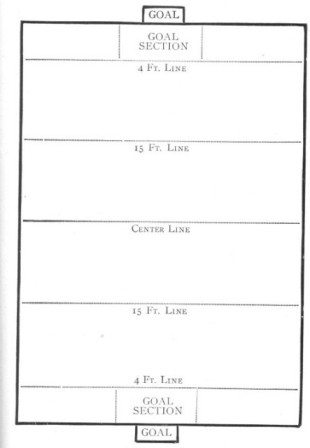 GOAL
GOAL
SECTION
4 Ft. Line
15 Ft. Line
Center Line
15 Ft. Line
4 Ft. Line
GOAL
SECTION
GOAL